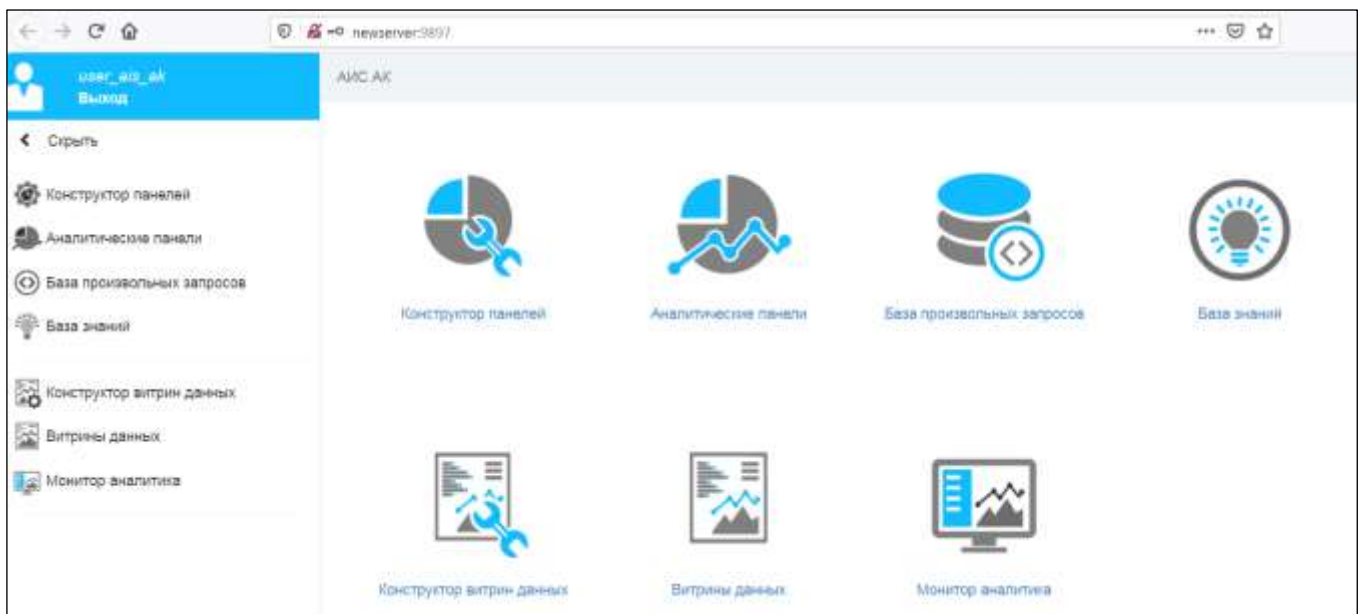 newserver:9897
user_ais_ak
Выход
АИС АК
Скрыть
Конструктор панелей
Аналитические панели
База произвольных запросов
База знаний
Конструктор витрин данных
Витрины данных
Монитор аналитика
Конструктор панелей
Аналитические панели
База произвольных запросов
База знаний
Конструктор витрин данных
Витрины данных
Монитор аналитика